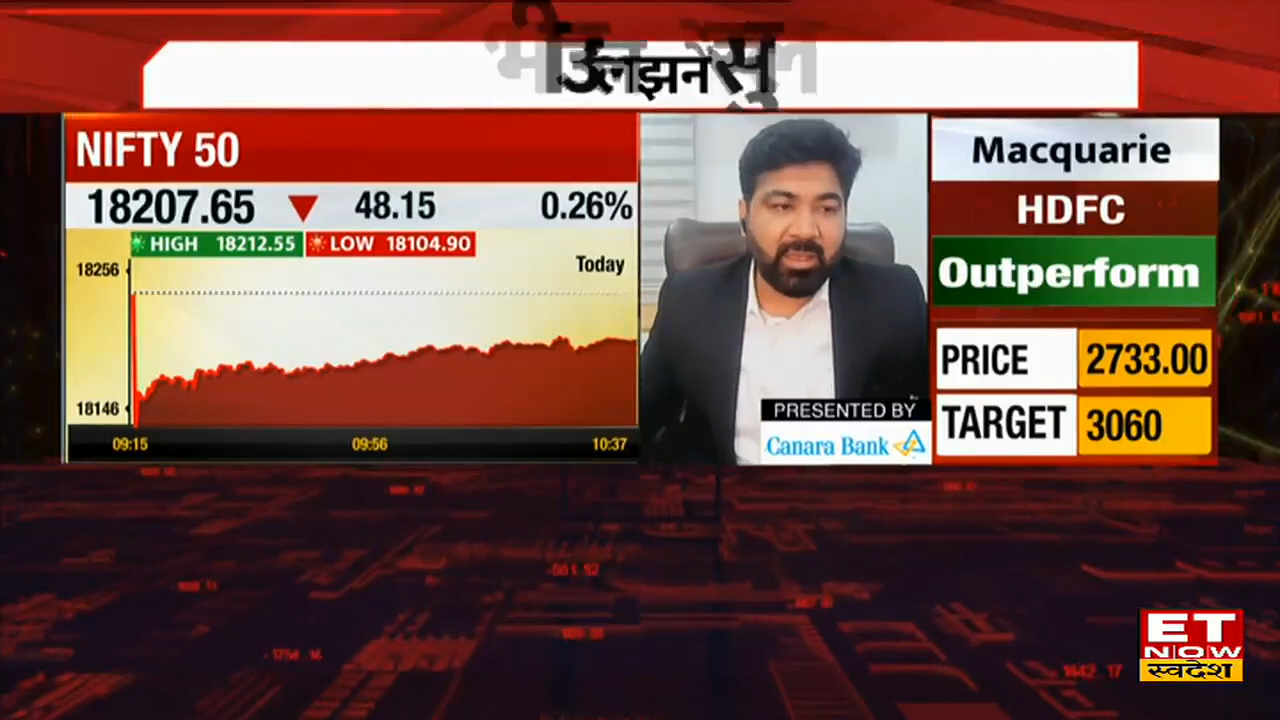 उलझन सु
NIFTY 50
18207.65 48.15 0.26%
HIGH 18212.55 LOW 18104.90
Today
18256
18146
09:15 09:56 10:37
PRESENTED BY
Canara Bank
Macquarie
HDFC
Outperform
PRICE 2733.00
TARGET 3060
ET
NOW
स्वदेश